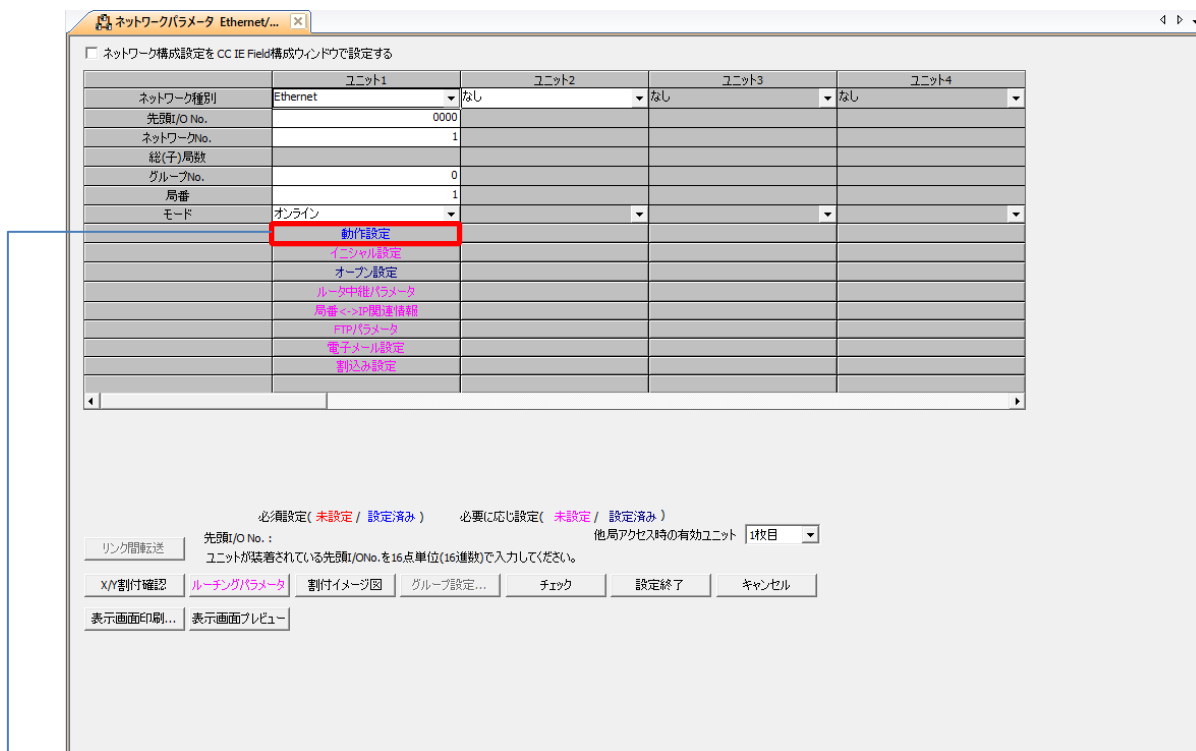 ネットワークパラメータ Ethernet/...
ネットワーク構成設定を CC IE Field構成ウィンドウで設定する
ユニット1 ユニット2 ユニット3 ユニット4
ネットワーク種別 Ethernet なし なし なし
先頭I/O No. 0000
ネットワークNo. 1
総(子)局数
グループNo. 0
局番 1
モード オンライン
動作設定
イニシャル設定
オープン設定
ルータ中継パラメータ
局番<->IP関連情報
FTPパラメータ
電子メール設定
割込み設定
必須設定( 未設定 / 設定済み ) 必要に応じ設定( 未設定 / 設定済み )
リンク間転送 先頭I/O No. : 他局アクセス時の有効ユニット 1枚目
ユニットが装着されている先頭I/ONo.を16点単位(16進数)で入力してください。
X/Y割付確認 ルーチングパラメータ 割付イメージ図 グループ設定... チェック 設定終了 キャンセル
表示画面印刷... 表示画面プレビュー